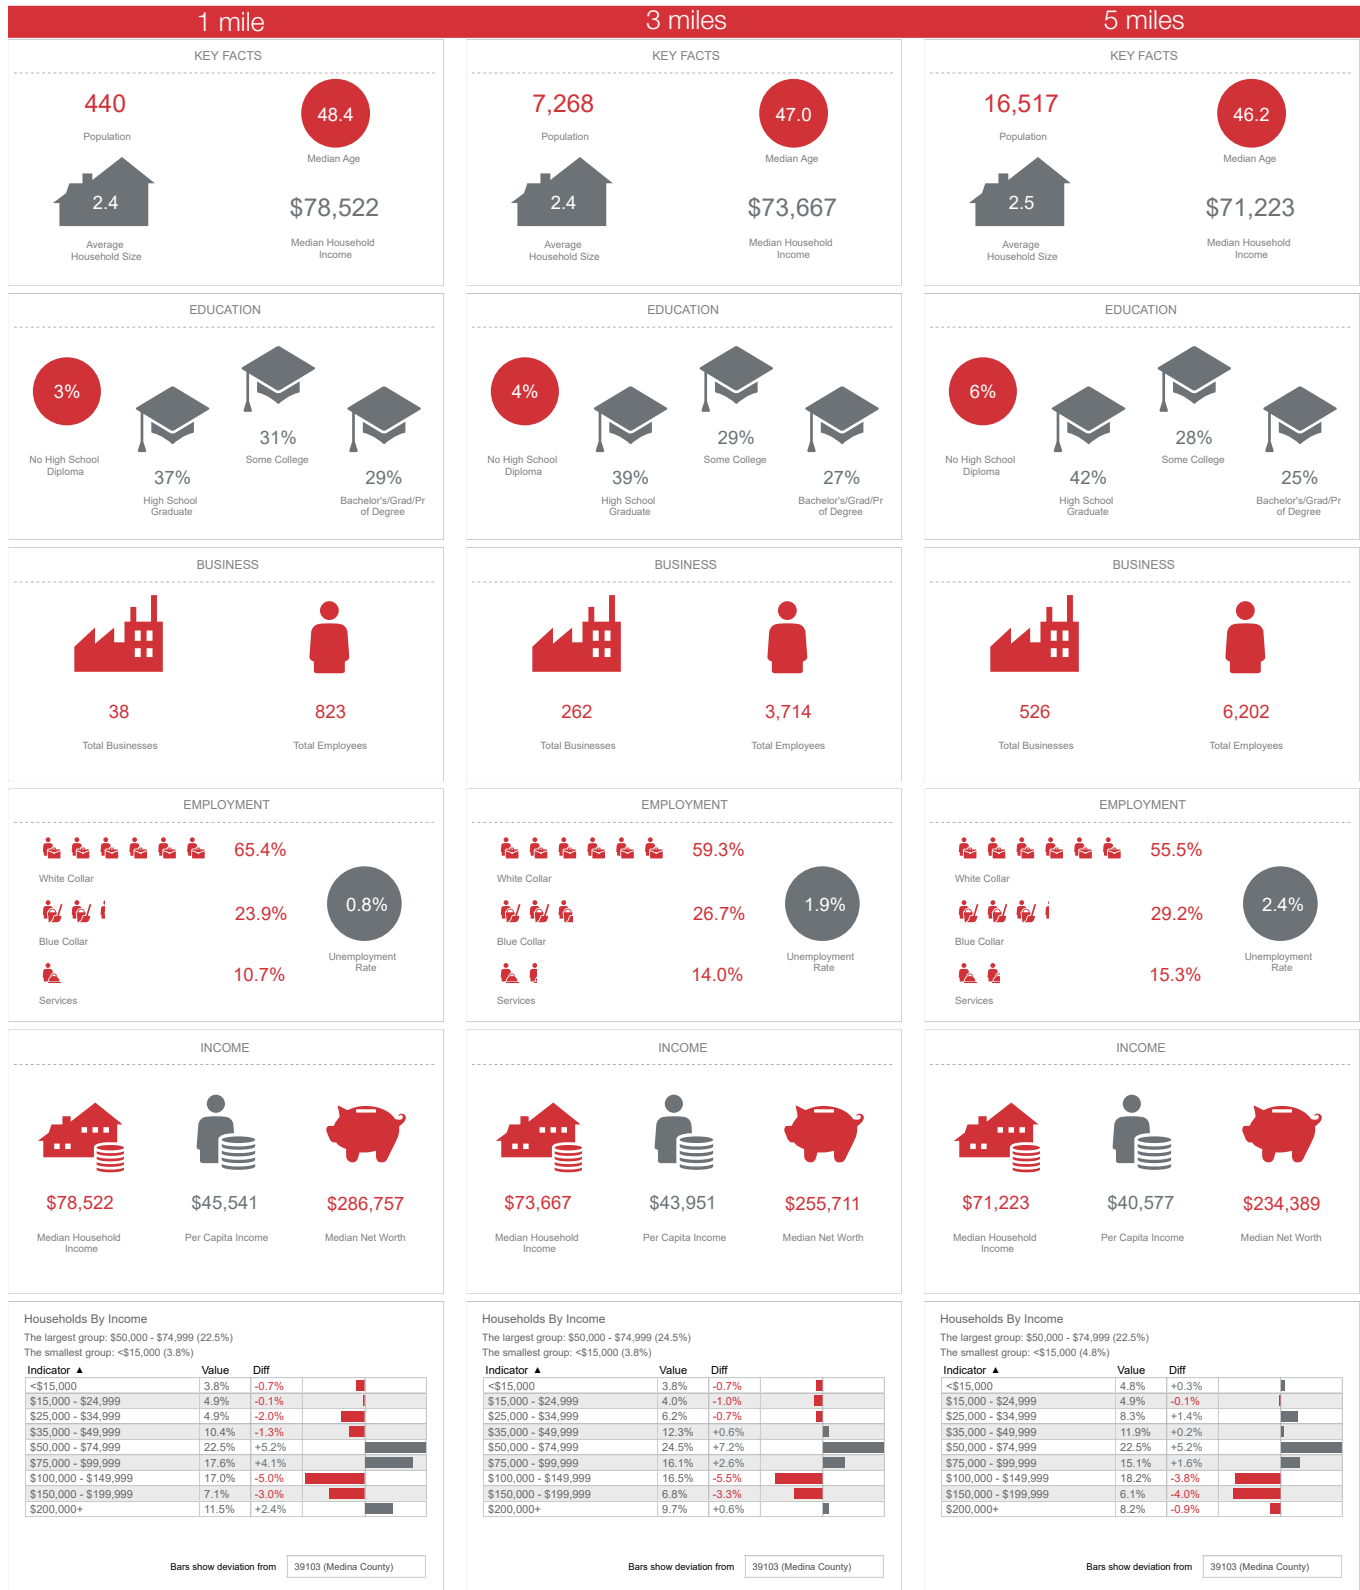 1 mile
KEY FACTS
440
Population
48.4
Median Age
2.4
Average
Household Size
$78,522
Median Household
Income
EDUCATION
3%
No High School
Diploma
37%
High School
Graduate
31%
Some College
29%
Bachelor's/Grad/Pr
of Degree
BUSINESS
38
Total Businesses
823
Total Employees
EMPLOYMENT
65.4%
White Collar
23.9%
Blue Collar
10.7%
Services
0.8%
Unemployment
Rate
INCOME
$78,522
Median Household
Income
$45,541
Per Capita Income
$286,757
Median Net Worth
Households By Income
The largest group: $50,000 - $74,999 (22.5%)
The smallest group: <$15,000 (3.8%)
Indicator ▲ Value Diff
<$15,000 3.8% -0.7%
$15,000 - $24,999 4.9% -0.1%
$25,000 - $34,999 4.9% -2.0%
$35,000 - $49,999 10.4% -1.3%
$50,000 - $74,999 22.5% +5.2%
$75,000 - $99,999 17.6% +4.1%
$100,000 - $149,999 17.0% -5.0%
$150,000 - $199,999 7.1% -3.0%
$200,000+ 11.5% +2.4%
Bars show deviation from 39103 (Medina County)
3 miles
KEY FACTS
7,268
Population
47.0
Median Age
2.4
Average
Household Size
$73,667
Median Household
Income
EDUCATION
4%
No High School
Diploma
39%
High School
Graduate
29%
Some College
27%
Bachelor's/Grad/Pr
of Degree
BUSINESS
262
Total Businesses
3,714
Total Employees
EMPLOYMENT
59.3%
White Collar
26.7%
Blue Collar
14.0%
Services
1.9%
Unemployment
Rate
INCOME
$73,667
Median Household
Income
$43,951
Per Capita Income
$255,711
Median Net Worth
Households By Income
The largest group: $50,000 - $74,999 (24.5%)
The smallest group: <$15,000 (3.8%)
Indicator ▲ Value Diff
<$15,000 3.8% -0.7%
$15,000 - $24,999 4.0% -1.0%
$25,000 - $34,999 6.2% -0.7%
$35,000 - $49,999 12.3% +0.6%
$50,000 - $74,999 24.5% +7.2%
$75,000 - $99,999 16.1% +2.6%
$100,000 - $149,999 16.5% -5.5%
$150,000 - $199,999 6.8% -3.3%
$200,000+ 9.7% +0.6%
Bars show deviation from 39103 (Medina County)
5 miles
KEY FACTS
16,517
Population
46.2
Median Age
2.5
Average
Household Size
$71,223
Median Household
Income
EDUCATION
6%
No High School
Diploma
42%
High School
Graduate
28%
Some College
25%
Bachelor's/Grad/Pr
of Degree
BUSINESS
526
Total Businesses
6,202
Total Employees
EMPLOYMENT
55.5%
White Collar
29.2%
Blue Collar
15.3%
Services
2.4%
Unemployment
Rate
INCOME
$71,223
Median Household
Income
$40,577
Per Capita Income
$234,389
Median Net Worth
Households By Income
The largest group: $50,000 - $74,999 (22.5%)
The smallest group: <$15,000 (4.8%)
Indicator ▲ Value Diff
<$15,000 4.8% +0.3%
$15,000 - $24,999 4.9% -0.1%
$25,000 - $34,999 8.3% +1.4%
$35,000 - $49,999 11.9% +0.2%
$50,000 - $74,999 22.5% +5.2%
$75,000 - $99,999 15.1% +1.6%
$100,000 - $149,999 18.2% -3.8%
$150,000 - $199,999 6.1% -4.0%
$200,000+ 8.2% -0.9%
Bars show deviation from 39103 (Medina County)